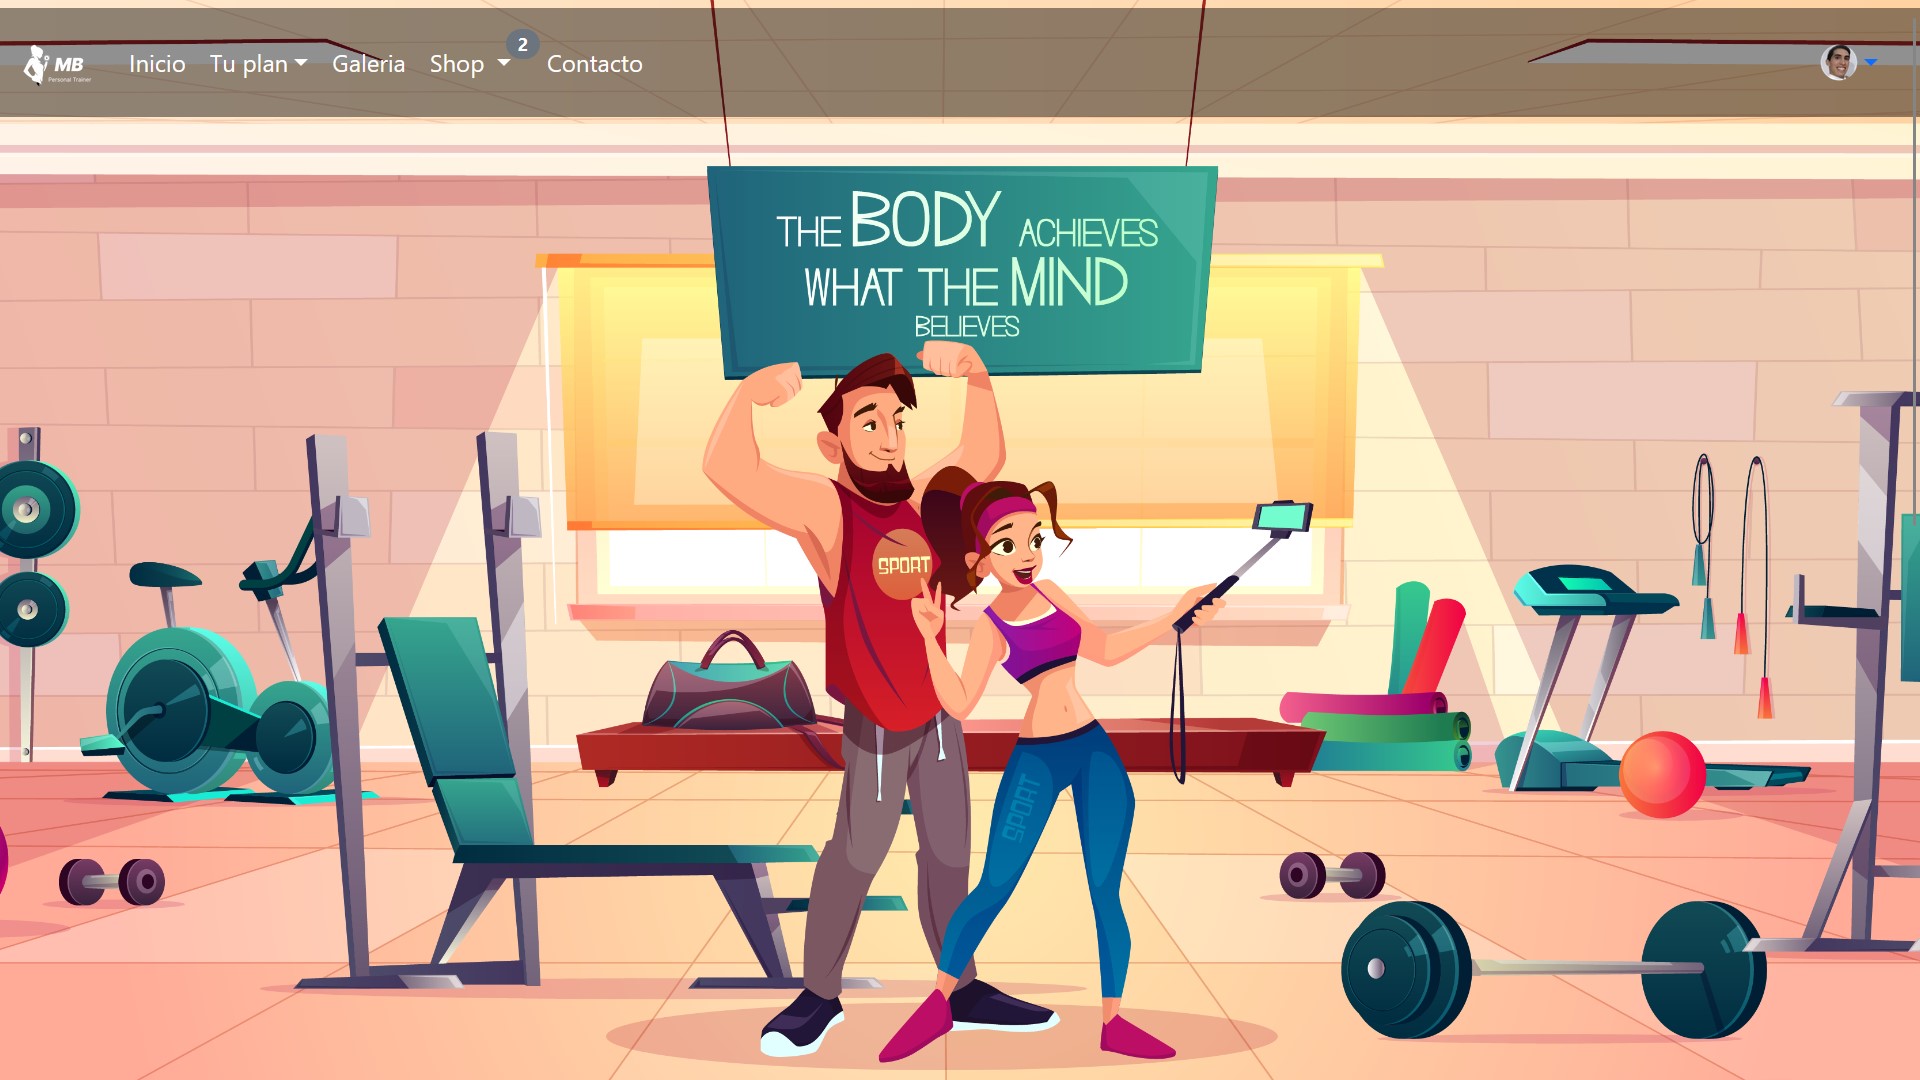 MB
Personal Trainer
Inicio
Tu plan
Galeria
Shop
2
Contacto
THE BODY ACHIEVES
WHAT THE MIND
BELIEVES
SPORT
SPORT